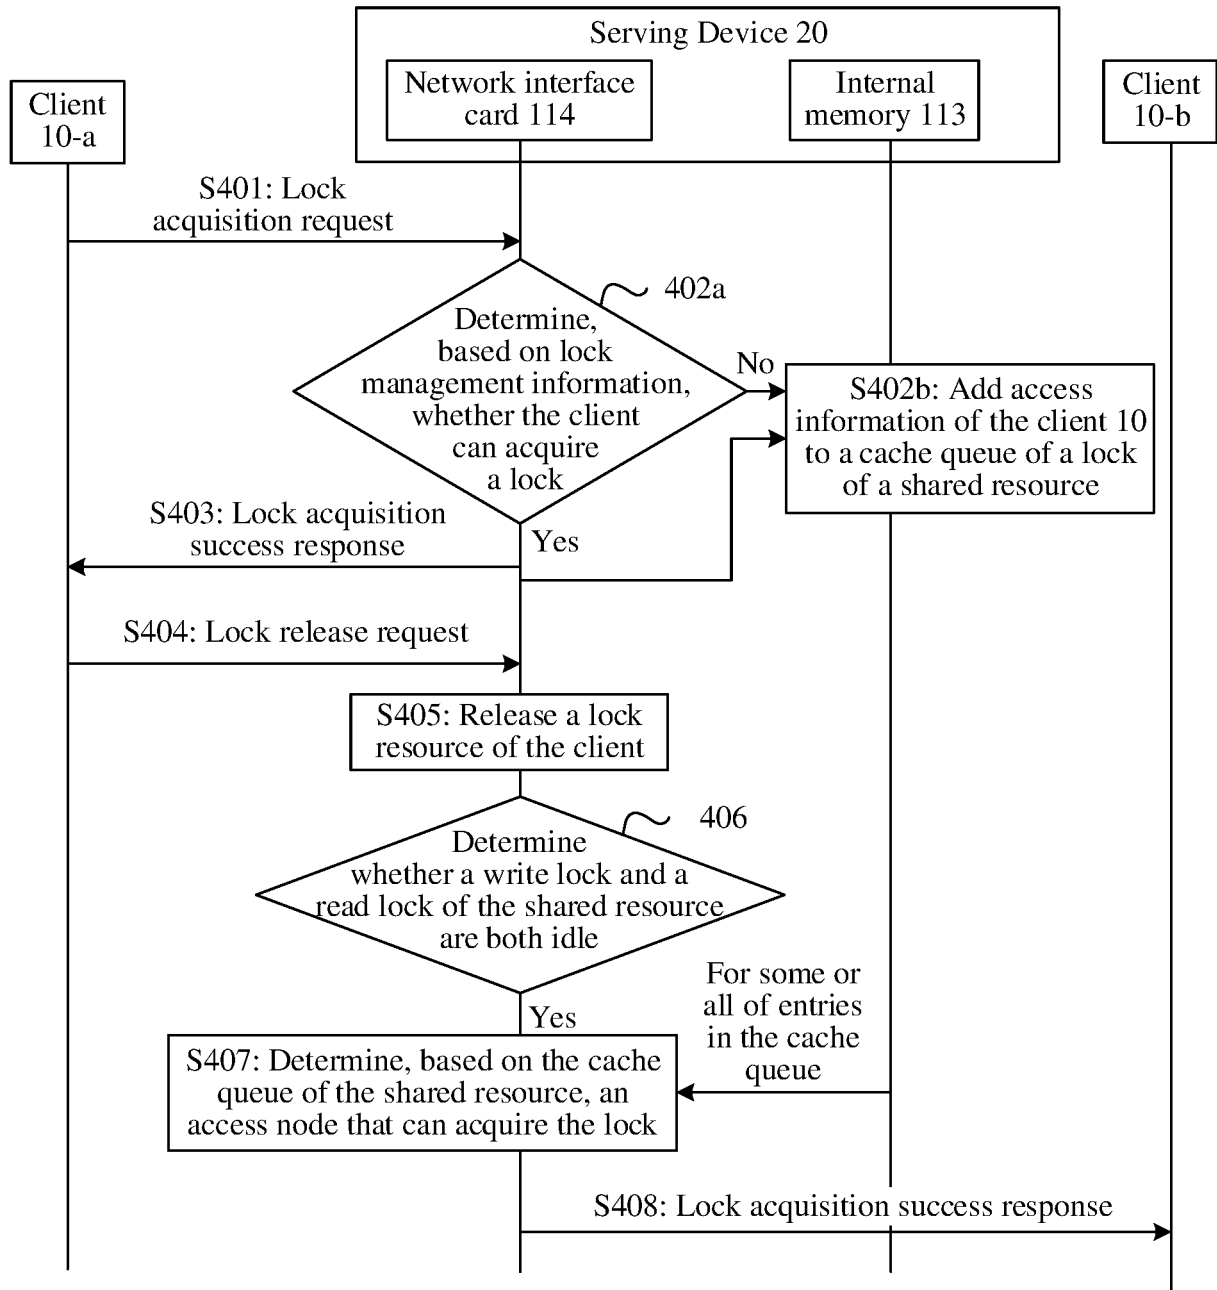 Serving Device 20
Client
10-a
Network interface
card 114
Internal
memory 113
Client
10-b
S401: Lock
acquisition request
402a
Determine,
based on lock
management information,
whether the client
can acquire
a lock
No
S402b: Add access
information of the client 10
to a cache queue of a lock
of a shared resource
S403: Lock acquisition
success response
Yes
S404: Lock release request
S405: Release a lock
resource of the client
406
Determine
whether a write lock and a
read lock of the shared resource
are both idle
For some or
all of entries
in the cache
queue
Yes
S407: Determine, based on the cache
queue of the shared resource, an
access node that can acquire the lock
S408: Lock acquisition success response